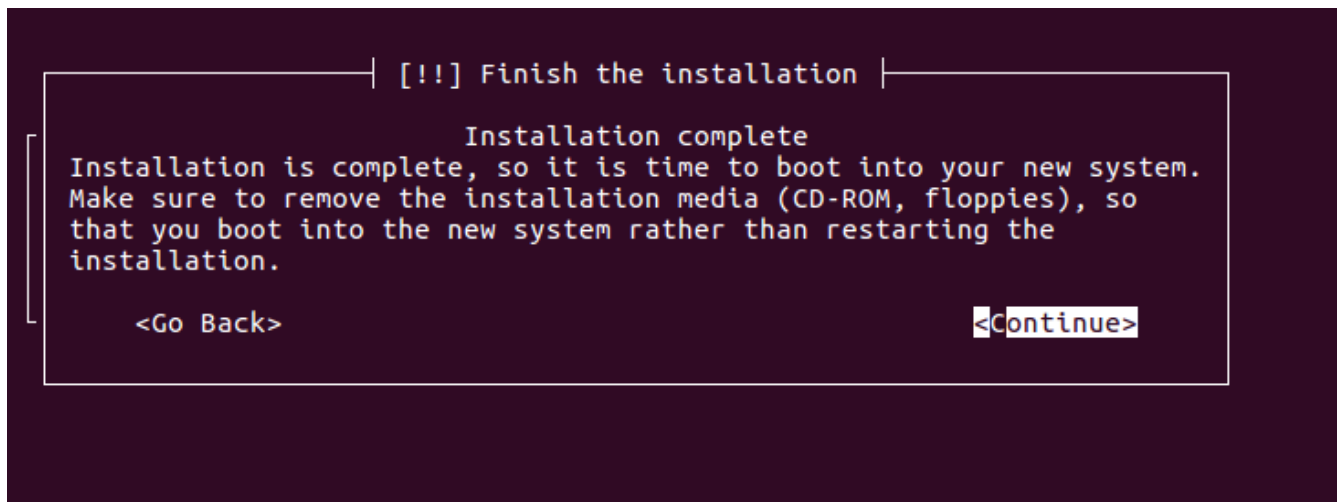 [!!] Finish the installation
Installation complete
Installation is complete, so it is time to boot into your new system.
Make sure to remove the installation media (CD-ROM, floppies), so
that you boot into the new system rather than restarting the
installation.
<Go Back> <Continue>